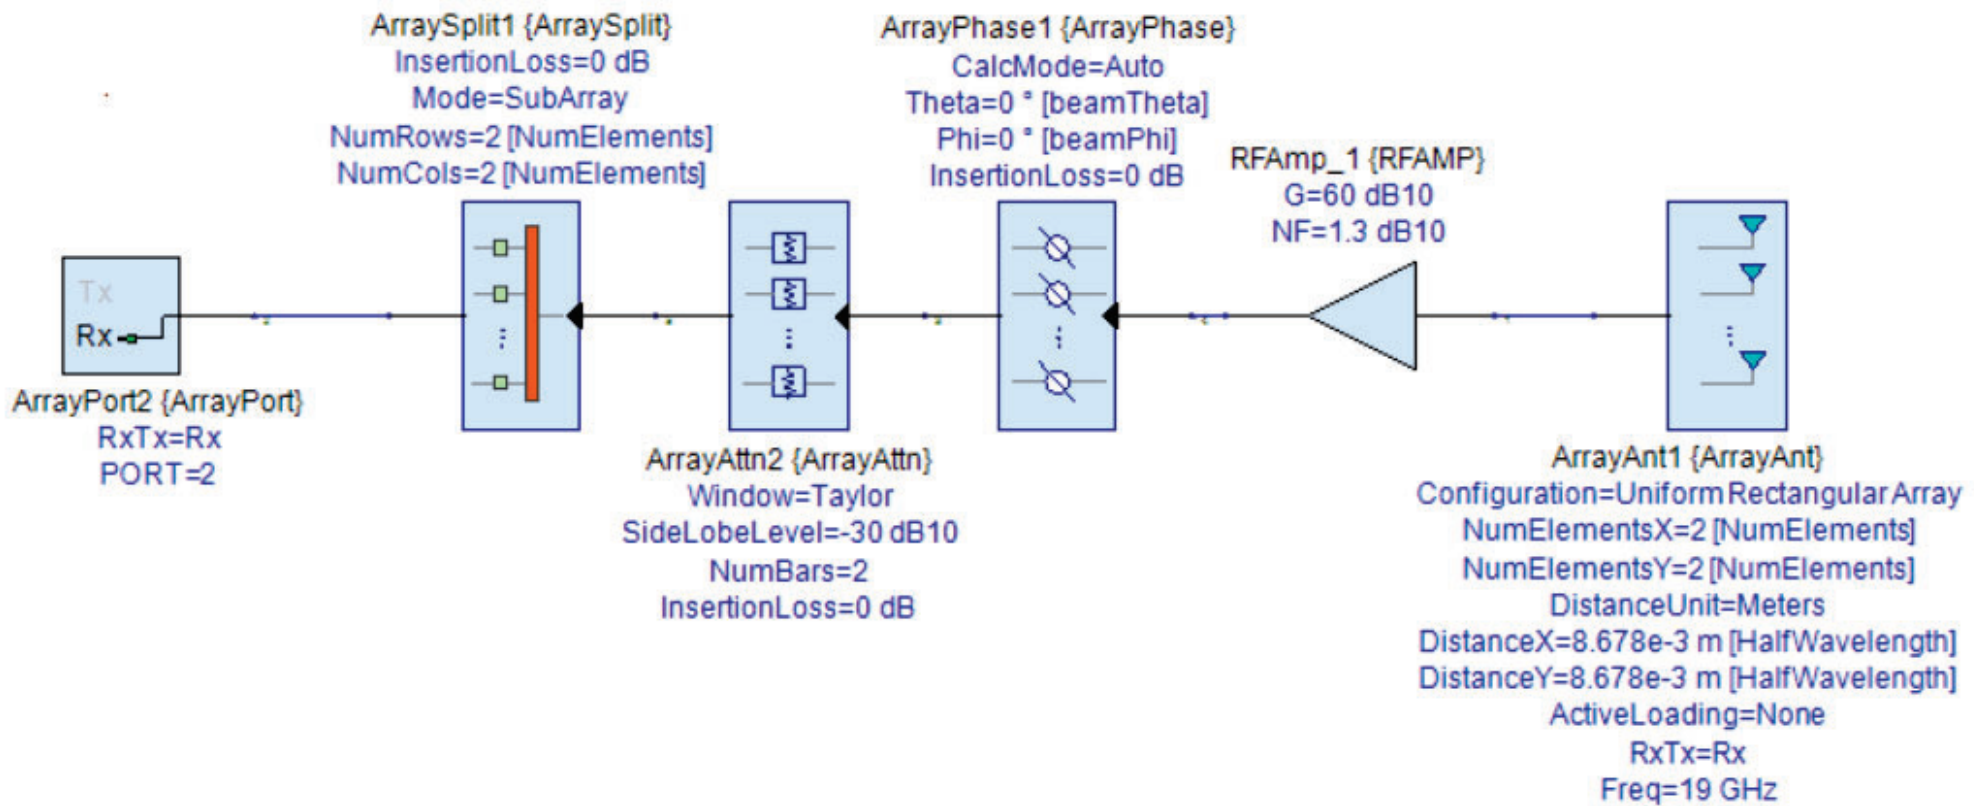 ArraySplit1 {ArraySplit}
InsertionLoss=0 dB
Mode=SubArray
NumRows=2 [NumElements]
NumCols=2 [NumElements]
ArrayPhase1 {ArrayPhase}
CalcMode=Auto
Theta=0 ° [beamTheta]
Phi=0 ° [beamPhi]
InsertionLoss=0 dB
RFAmp_1 {RFAMP}
G=60 dB10
NF=1.3 dB10
Tx
Rx
ArrayPort2 {ArrayPort}
RxTx=Rx
PORT=2
ArrayAttn2 {ArrayAttn}
Window=Taylor
SideLobeLevel=-30 dB10
NumBars=2
InsertionLoss=0 dB
ArrayAnt1 {ArrayAnt}
Configuration=Uniform Rectangular Array
NumElementsX=2 [NumElements]
NumElementsY=2 [NumElements]
DistanceUnit=Meters
DistanceX=8.678e-3 m [HalfWavelength]
DistanceY=8.678e-3 m [HalfWavelength]
ActiveLoading=None
RxTx=Rx
Freq=19 GHz